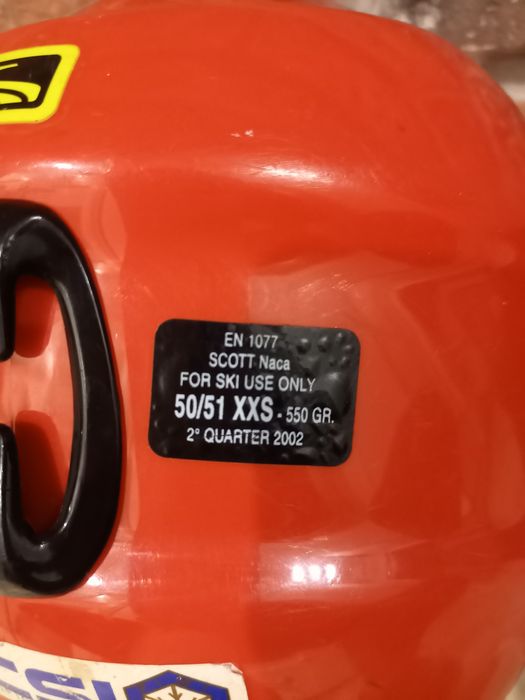 EN 1077
SCOTT Naca
FOR SKI USE ONLY
50/51 XXS - 550 GR.
2° QUARTER 2002